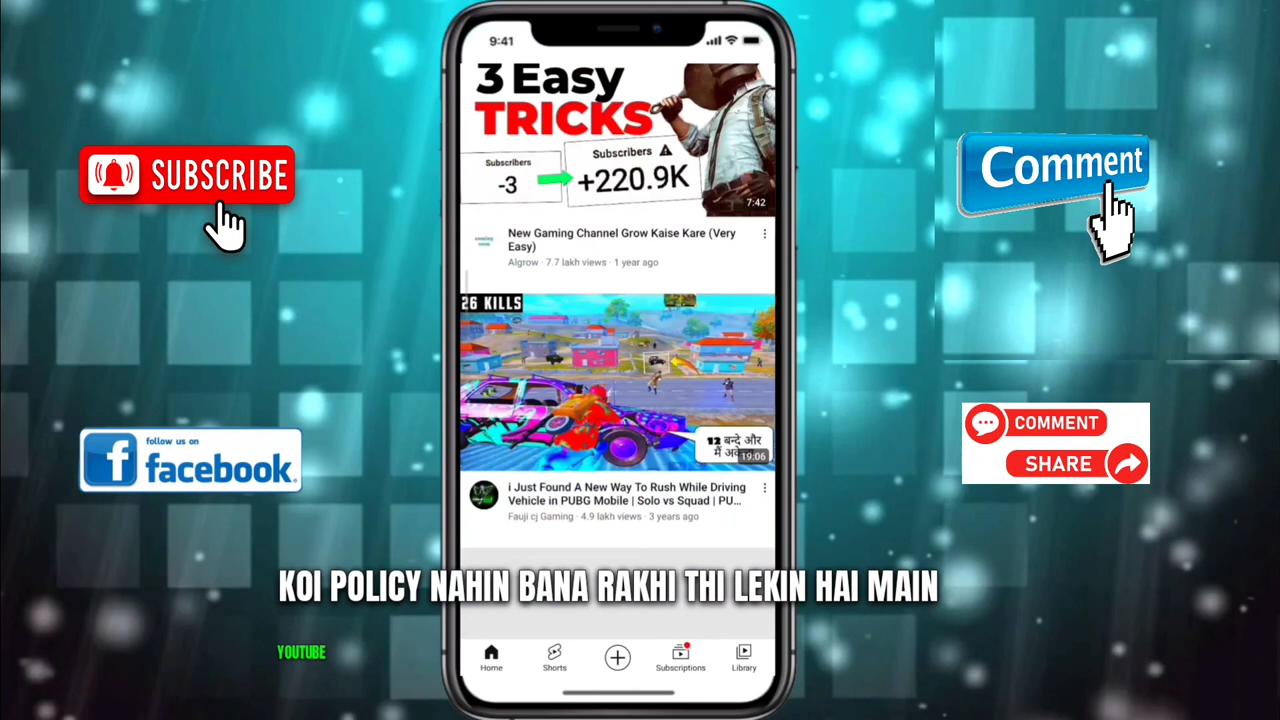 9:41
3 Easy
TRICKS
Subscribers
-3
Subscribers
+220.9K
7:42
New Gaming Channel Grow Kaise Kare (Very
Easy)
Algrow · 7.7 lakh views · 1 year ago
26 KILLS
12 बन्दे और
19:06
i Just Found A New Way To Rush While Driving
Vehicle in PUBG Mobile | Solo vs Squad | PU...
Fauji cj Gaming · 4.9 lakh views · 3 years ago
SUBSCRIBE
Comment
follow us on
facebook
COMMENT
SHARE
KOI POLICY NAHIN BANA RAKHI THI LEKIN HAI MAIN
YOUTUBE
Home
Shorts
Subscriptions
Library